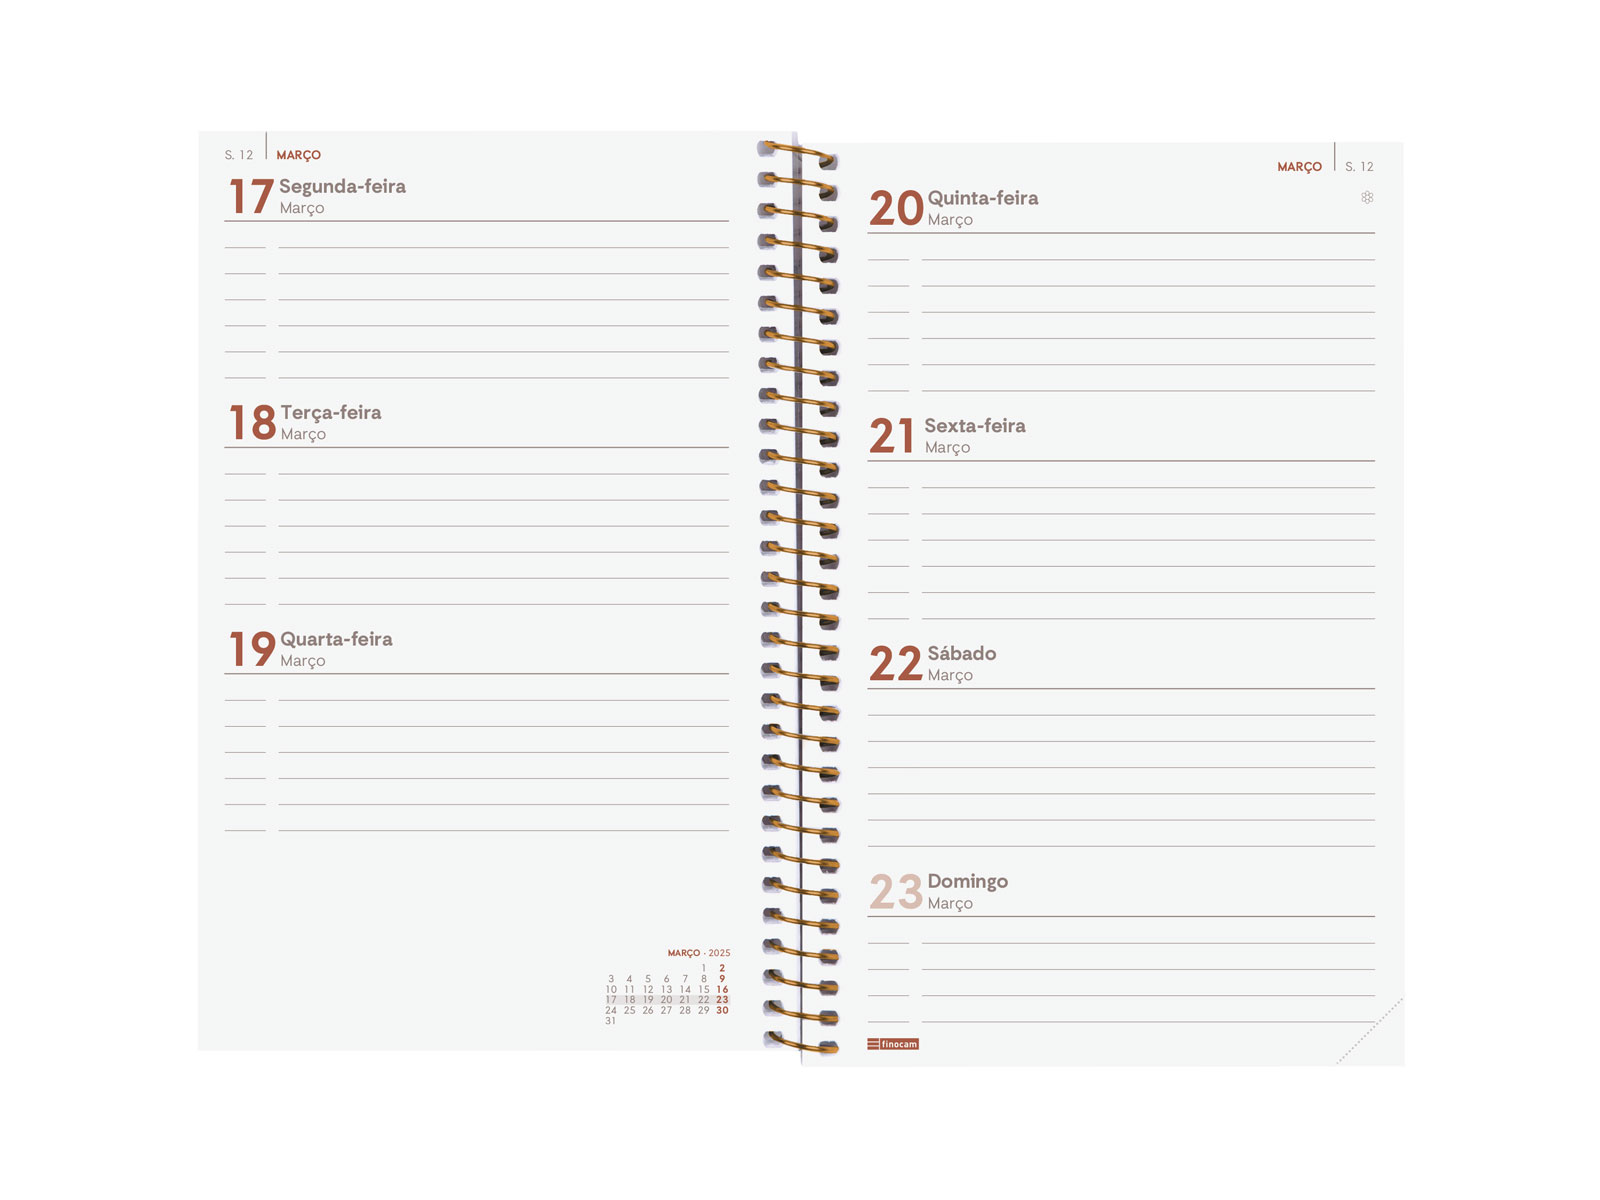 S. 12 MARÇO
17 Segunda-feira
Março
18 Terça-feira
Março
19 Quarta-feira
Março
MARÇO · 2025
1 2
3 4 5 6 7 8 9
10 11 12 13 14 15 16
17 18 19 20 21 22 23
24 25 26 27 28 29 30
31
MARÇO S. 12
20 Quinta-feira
Março
21 Sexta-feira
Março
22 Sábado
Março
23 Domingo
Março
finocam